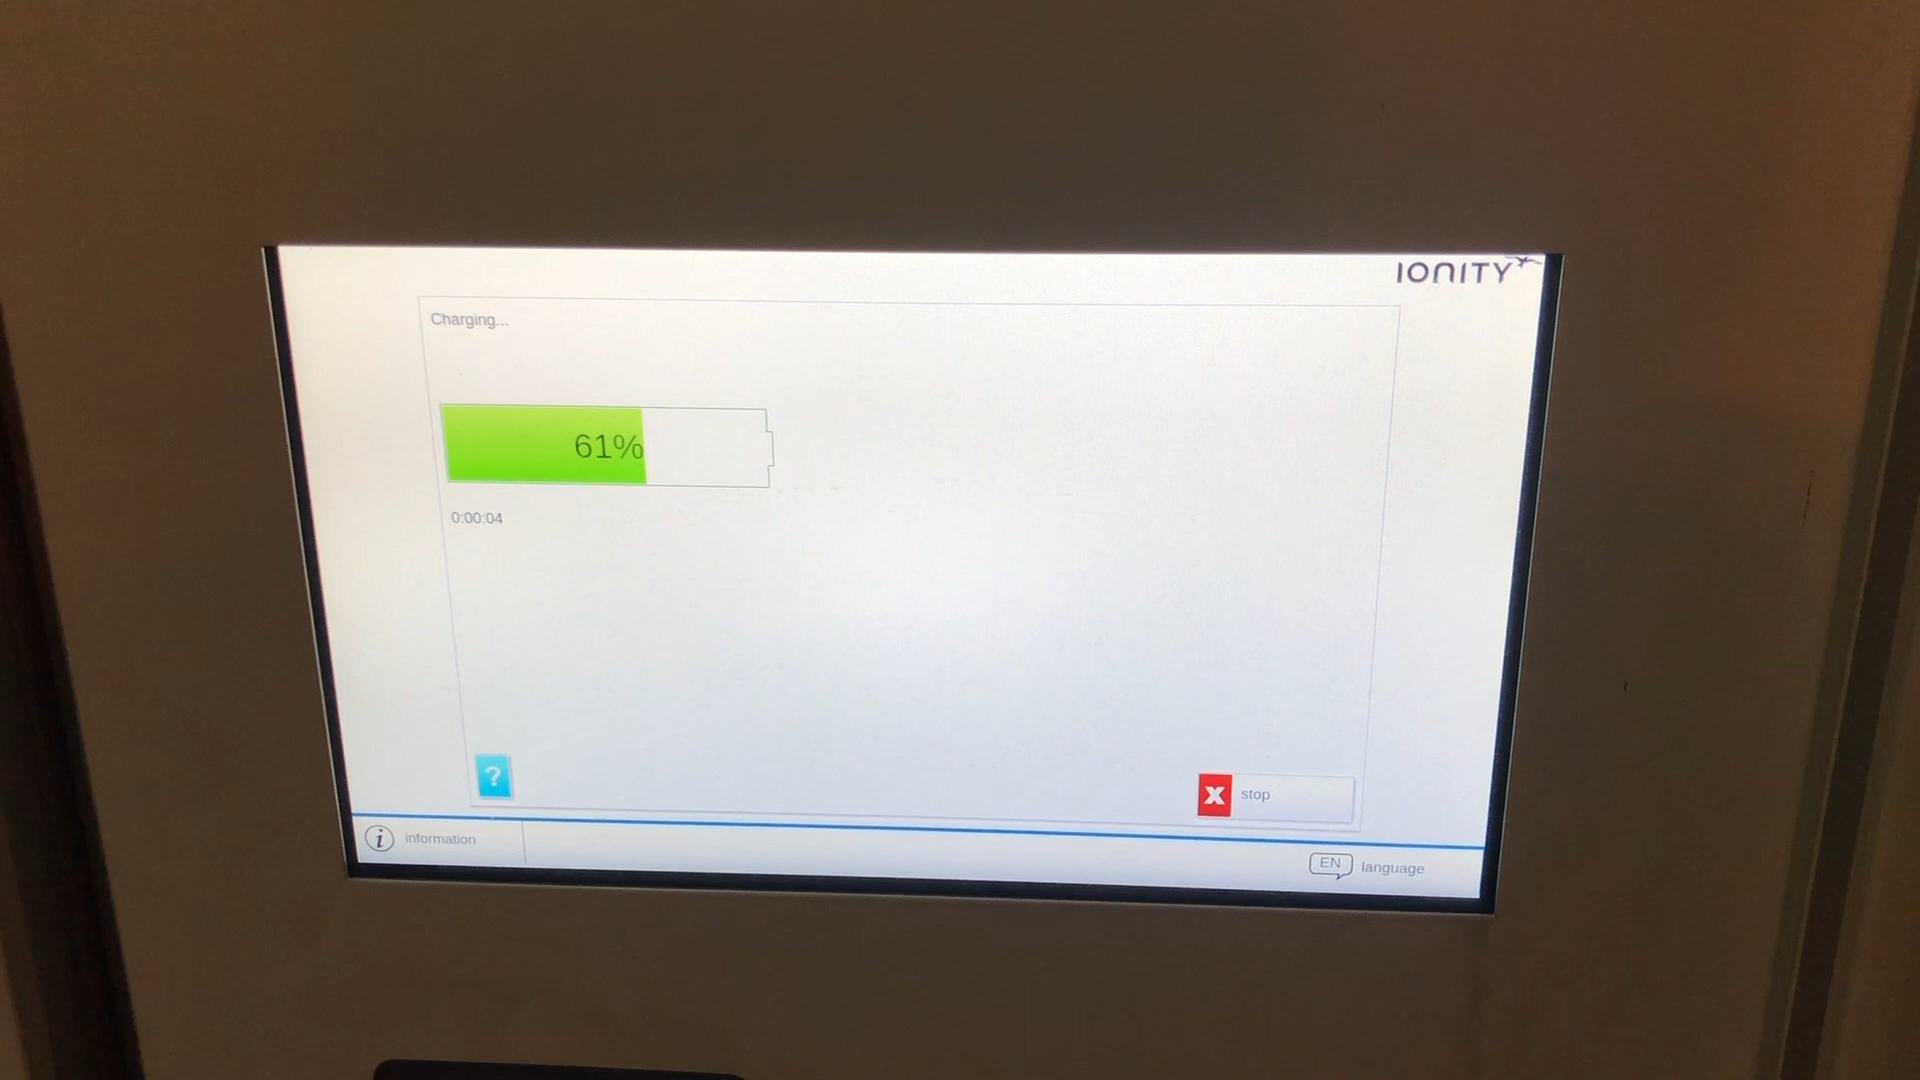 IONITY
Charging...
61%
0:00:04
?
x stop
i information
EN language